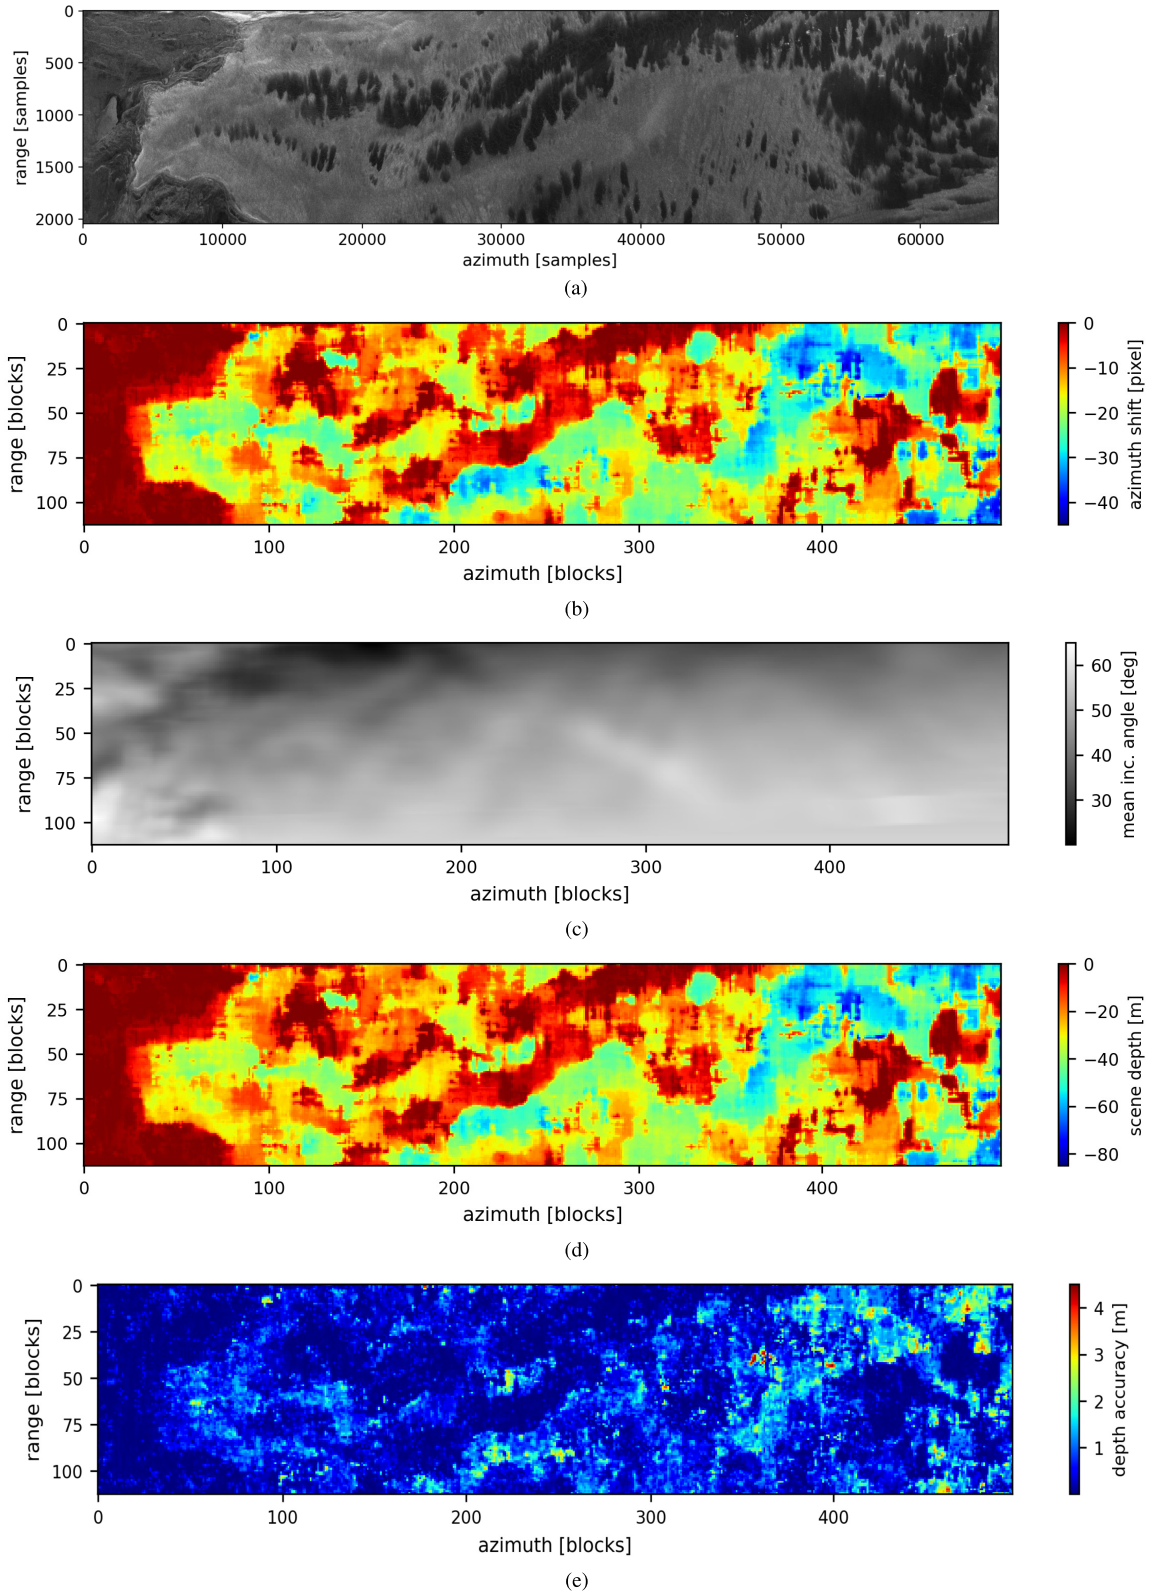 0
500
1000
1500
2000
range [samples]
0 10000 20000 30000 40000 50000 60000
azimuth [samples]
(a)
0
25
50
75
100
range [blocks]
0 100 200 300 400
azimuth [blocks]
0
−10
−20
−30
−40
azimuth shift [pixel]
(b)
0
25
50
75
100
range [blocks]
0 100 200 300 400
azimuth [blocks]
60
50
40
30
mean inc. angle [deg]
(c)
0
25
50
75
100
range [blocks]
0 100 200 300 400
azimuth [blocks]
0
−20
−40
−60
−80
scene depth [m]
(d)
0
25
50
75
100
range [blocks]
0 100 200 300 400
azimuth [blocks]
4
3
2
1
depth accuracy [m]
(e)